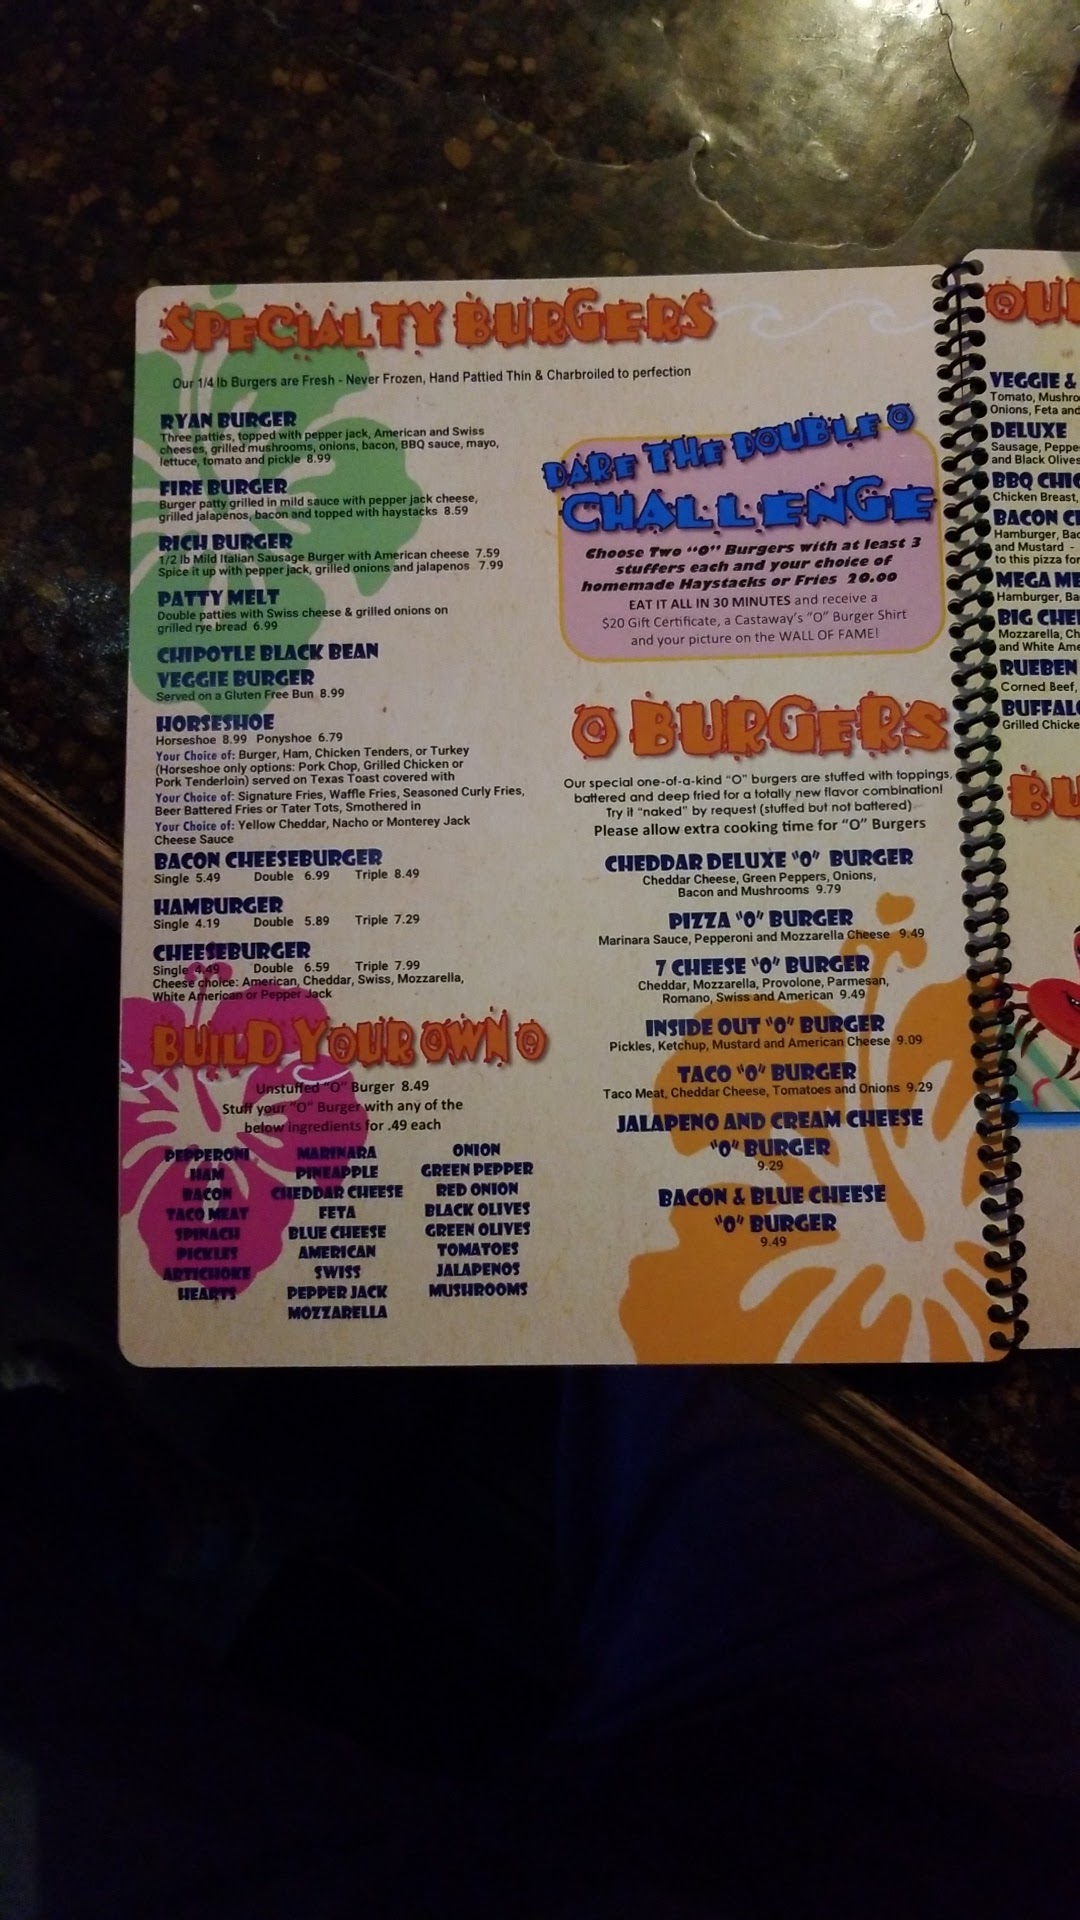 SPECIALTY BURGERS
Our 1/4 lb Burgers are Fresh - Never Frozen, Hand Pattied Thin & Charbroiled to perfection
RYAN BURGER
Three patties, topped with pepper jack, American and Swiss
cheeses, grilled mushrooms, onions, bacon, BBQ sauce, mayo,
lettuce, tomato and pickle 8.99
FIRE BURGER
Burger patty grilled in mild sauce with pepper jack cheese,
grilled jalapenos, bacon and topped with haystacks 8.59
RICH BURGER
1/2 lb Mild Italian Sausage Burger with American cheese 7.59
Spice it up with pepper jack, grilled onions and jalapenos 7.99
PATTY MELT
Double patties with Swiss cheese & grilled onions on
grilled rye bread 6.99
CHIPOTLE BLACK BEAN
VEGGIE BURGER
Served on a Gluten Free Bun 8.99
HORSESHOE
Horseshoe 8.99 Ponyshoe 6.79
Your Choice of: Burger, Ham, Chicken Tenders, or Turkey
(Horseshoe only options: Pork Chop, Grilled Chicken or
Pork Tenderloin) served on Texas Toast covered with
Your Choice of: Signature Fries, Waffle Fries, Seasoned Curly Fries,
Beer Battered Fries or Tater Tots, Smothered in
Your Choice of: Yellow Cheddar, Nacho or Monterey Jack
Cheese Sauce
BACON CHEESEBURGER
Single 5.49 Double 6.99 Triple 8.49
HAMBURGER
Single 4.19 Double 5.89 Triple 7.29
CHEESEBURGER
Single 4.49 Double 6.59 Triple 7.99
Cheese choice: American, Cheddar, Swiss, Mozzarella,
White American or Pepper Jack
BUILD YOUR OWN O
Unstuffed "O" Burger 8.49
Stuff your "O" Burger with any of the
below ingredients for .49 each
PEPPERONI
HAM
BACON
TACO MEAT
SPINACH
PICKLES
ARTICHOKE
HEARTS
MARINARA
PINEAPPLE
CHEDDAR CHEESE
FETA
BLUE CHEESE
AMERICAN
SWISS
PEPPER JACK
MOZZARELLA
ONION
GREEN PEPPER
RED ONION
BLACK OLIVES
GREEN OLIVES
TOMATOES
JALAPENOS
MUSHROOMS
DARE THE DOUBLE O
CHALLENGE
Choose Two "O" Burgers with at least 3
stuffers each and your choice of
homemade Haystacks or Fries 20.00
EAT IT ALL IN 30 MINUTES and receive a
$20 Gift Certificate, a Castaway's "O" Burger Shirt
and your picture on the WALL OF FAME!
O BURGERS
Our special one-of-a-kind "O" burgers are stuffed with toppings,
battered and deep fried for a totally new flavor combination!
Try it "naked" by request (stuffed but not battered)
Please allow extra cooking time for "O" Burgers
CHEDDAR DELUXE "O" BURGER
Cheddar Cheese, Green Peppers, Onions,
Bacon and Mushrooms 9.79
PIZZA "O" BURGER
Marinara Sauce, Pepperoni and Mozzarella Cheese 9.49
7 CHEESE "O" BURGER
Cheddar, Mozzarella, Provolone, Parmesan,
Romano, Swiss and American 9.49
INSIDE OUT "O" BURGER
Pickles, Ketchup, Mustard and American Cheese 9.09
TACO "O" BURGER
Taco Meat, Cheddar Cheese, Tomatoes and Onions 9.29
JALAPENO AND CREAM CHEESE
"O" BURGER
9.29
BACON & BLUE CHEESE
"O" BURGER
9.49
OU
VEGGIE &
Tomato, Mushro
Onions, Feta and
DELUXE
Sausage, Peppe
and Black Olives
BBQ CHIC
Chicken Breast,
BACON CH
Hamburger, Bac
and Mustard -
to this pizza for
MEGA ME
Hamburger, Ba
BIG CHE
Mozzarella, Ch
and White Ame
RUEBEN
Corned Beef,
BUFFALO
Grilled Chicke
BU